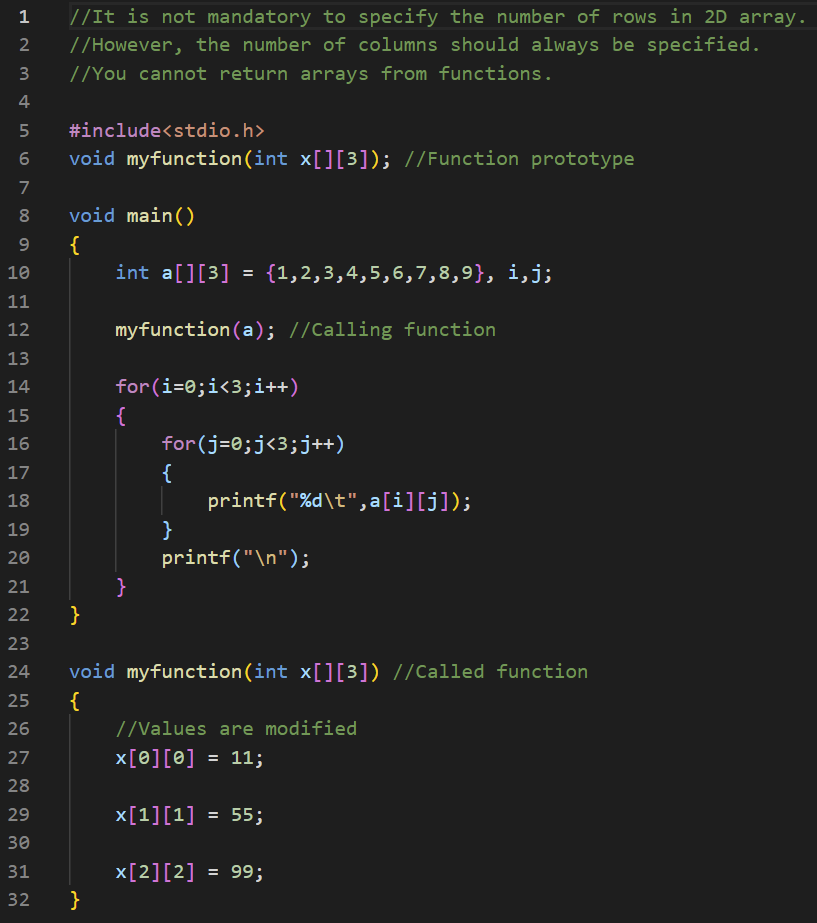 1 //It is not mandatory to specify the number of rows in 2D array.
2 //However, the number of columns should always be specified.
3 //You cannot return arrays from functions.
4
5 #include<stdio.h>
6 void myfunction(int x[][3]); //Function prototype
7
8 void main()
9 {
10     int a[][3] = {1,2,3,4,5,6,7,8,9}, i,j;
11
12     myfunction(a); //Calling function
13
14     for(i=0;i<3;i++)
15     {
16         for(j=0;j<3;j++)
17         {
18             printf("%d\t",a[i][j]);
19         }
20         printf("\n");
21     }
22 }
23
24 void myfunction(int x[][3]) //Called function
25 {
26     //Values are modified
27     x[0][0] = 11;
28
29     x[1][1] = 55;
30
31     x[2][2] = 99;
32 }